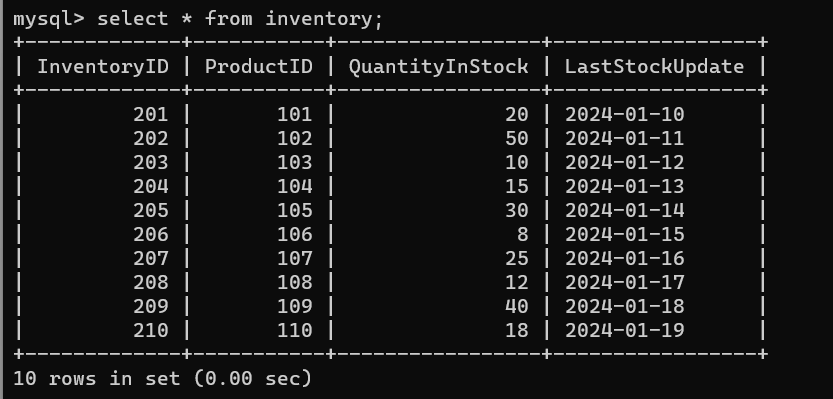 mysql> select * from inventory;
+-------------+-----------+-----------------+-----------------+
| InventoryID | ProductID | QuantityInStock | LastStockUpdate |
+-------------+-----------+-----------------+-----------------+
|         201 |       101 |              20 | 2024-01-10      |
|         202 |       102 |              50 | 2024-01-11      |
|         203 |       103 |              10 | 2024-01-12      |
|         204 |       104 |              15 | 2024-01-13      |
|         205 |       105 |              30 | 2024-01-14      |
|         206 |       106 |               8 | 2024-01-15      |
|         207 |       107 |              25 | 2024-01-16      |
|         208 |       108 |              12 | 2024-01-17      |
|         209 |       109 |              40 | 2024-01-18      |
|         210 |       110 |              18 | 2024-01-19      |
+-------------+-----------+-----------------+-----------------+
10 rows in set (0.00 sec)